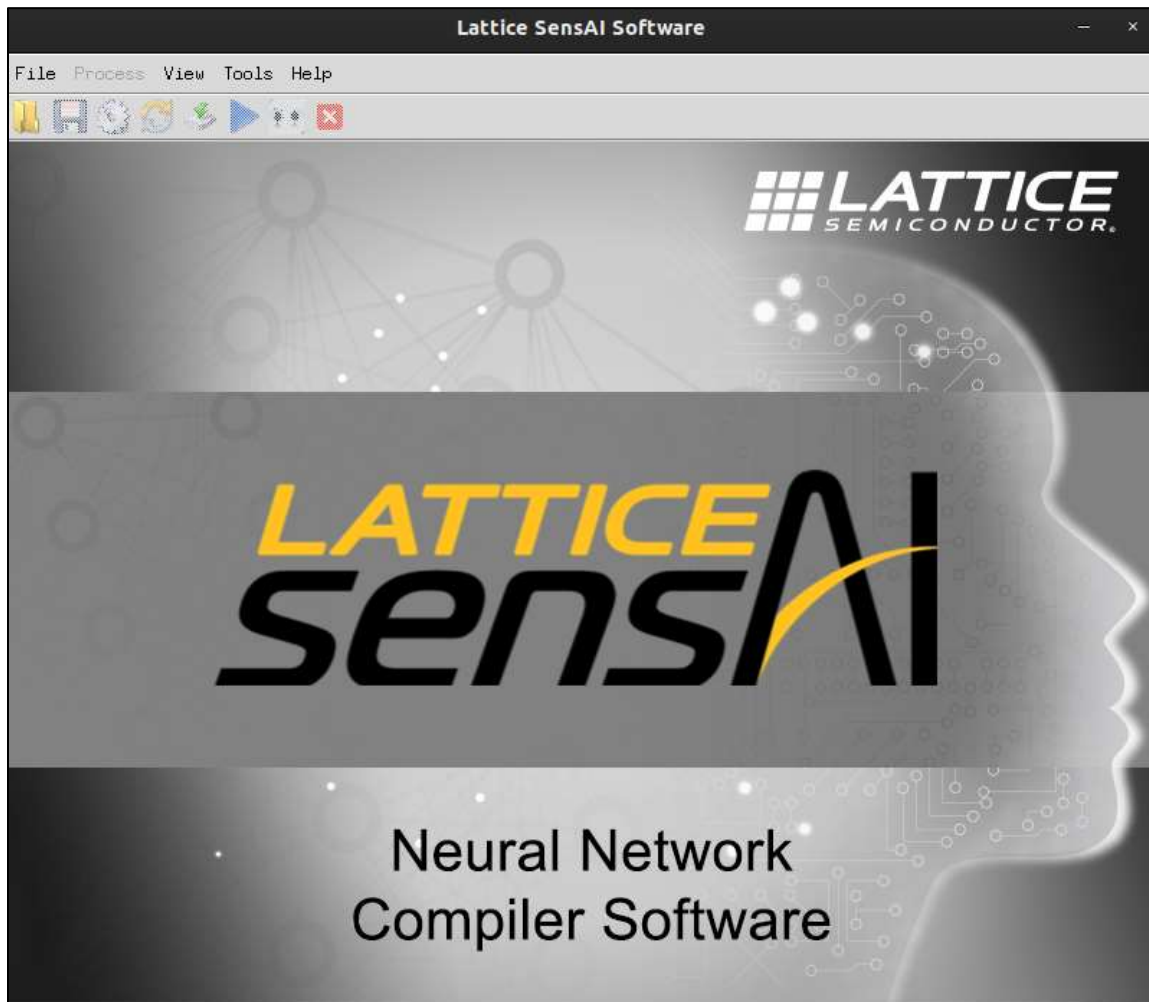 Lattice SensAI Software
File Process View Tools Help
LATTICE
SEMICONDUCTOR.
LATTICE
sensAI
Neural Network
Compiler Software